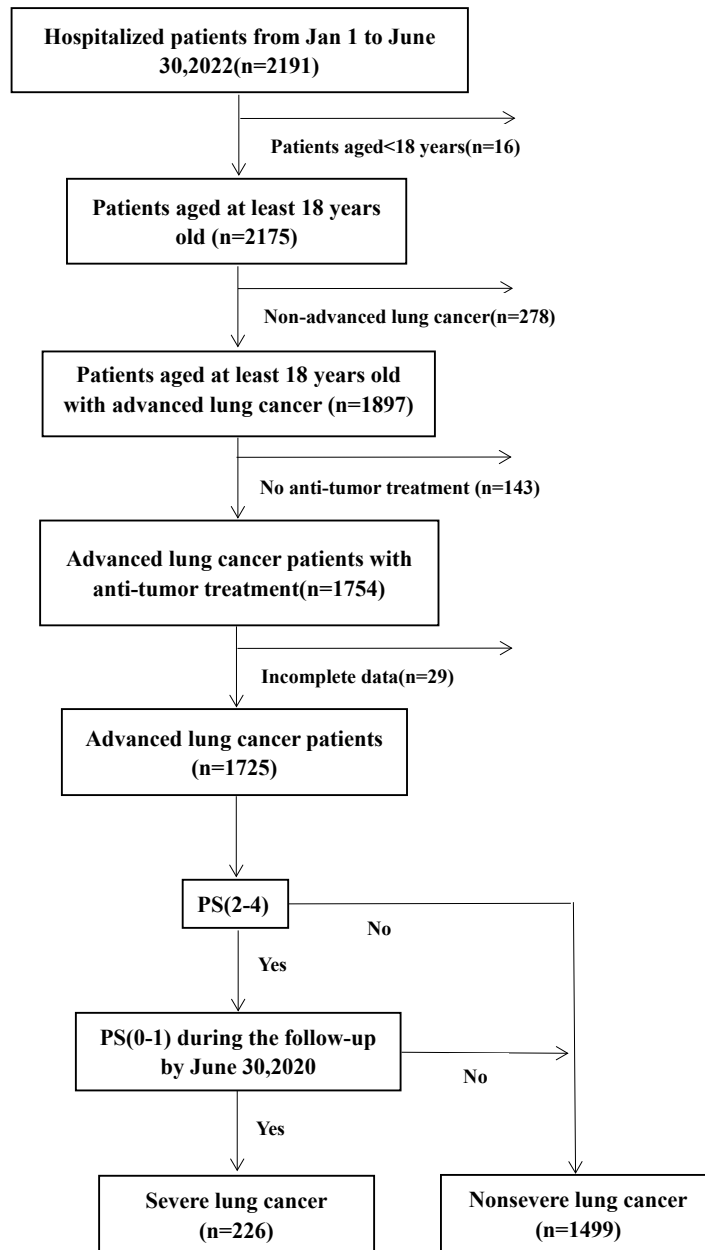 Hospitalized patients from Jan 1 to June
30,2022(n=2191)
Patients aged<18 years(n=16)
Patients aged at least 18 years
old (n=2175)
Non-advanced lung cancer(n=278)
Patients aged at least 18 years old
with advanced lung cancer (n=1897)
No anti-tumor treatment (n=143)
Advanced lung cancer patients with
anti-tumor treatment(n=1754)
Incomplete data(n=29)
Advanced lung cancer patients
(n=1725)
PS(2-4)
No
Yes
PS(0-1) during the follow-up
by June 30,2020
No
Yes
Severe lung cancer
(n=226)
Nonsevere lung cancer
(n=1499)